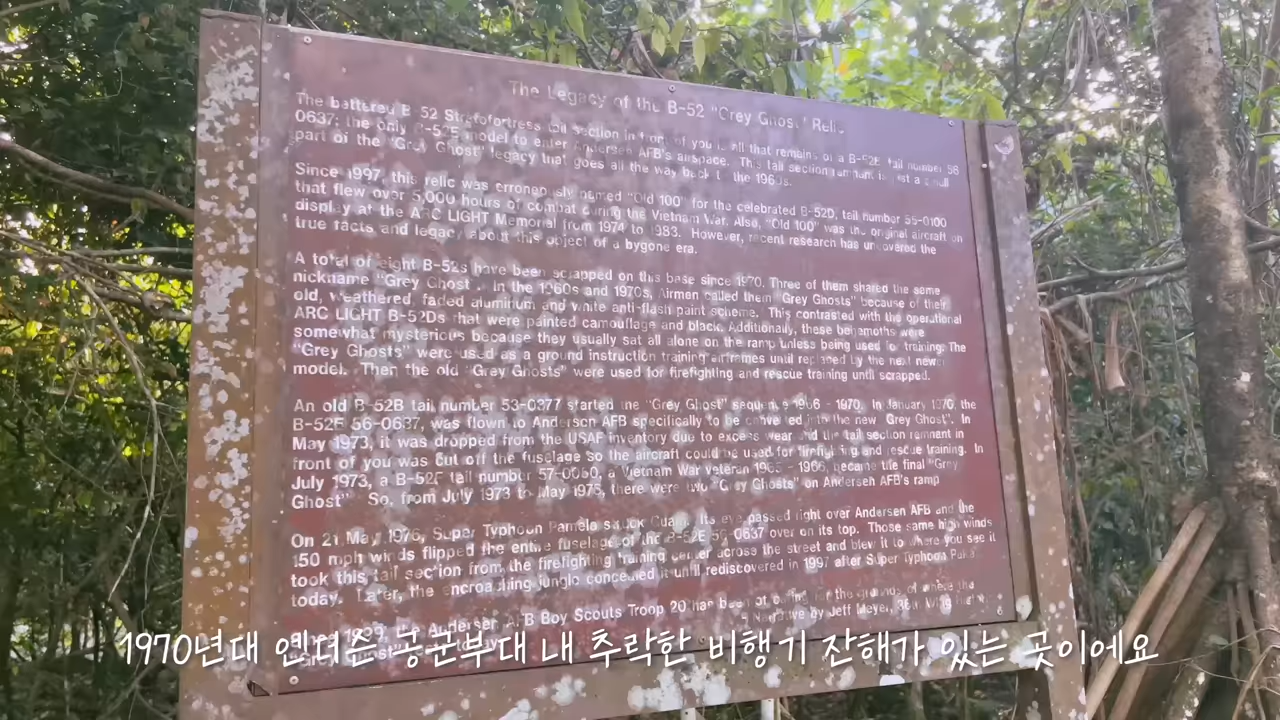 The Legacy of the B-52 "Grey Ghost" Relic
The battered B-52 Stratofortress tail section in front of you is all that remains of a B-52E tail number 56
0637; the only B-52E model to enter Andersen AFB's airspace. This tail section remnant is just a small
part of the "Grey Ghost" legacy that goes all the way back to the 1960s.
Since 1997, this relic was erroneously named "Old 100" for the celebrated B-52D, tail number 55-0100
that flew over 5,000 hours of combat during the Vietnam War. Also, "Old 100" was the original aircraft on
display at the ARC LIGHT Memorial from 1974 to 1983. However, recent research has uncovered the
true facts and legacy about this object of a bygone era.
A total of eight B-52s have been scrapped on this base since 1970. Three of them shared the same
nickname "Grey Ghost". In the 1960s and 1970s, Airmen called them "Grey Ghosts" because of their
old, weathered, faded aluminum and white anti-flash paint scheme. This contrasted with the operational
ARC LIGHT B-52Ds that were painted camouflage and black. Additionally, these behemoths were
somewhat mysterious because they usually sat all alone on the ramp unless being used for training. The
"Grey Ghosts" were used as a ground instruction training airframes until replaced by the next newer
model. Then the old "Grey Ghosts" were used for firefighting and rescue training until scrapped.
An old B-52B tail number 53-0377 started the "Grey Ghost" sequence 1966 - 1970. In January 1970, the
B-52E 56-0637, was flown to Andersen AFB specifically to be converted into the new "Grey Ghost". In
May 1973, it was dropped from the USAF inventory due to excess wear and the tail section remnant in
front of you was cut off the fuselage so the aircraft could be used for firefighting and rescue training. In
July 1973, a B-52F tail number 57-0050, a Vietnam War veteran 1965 - 1966, became the final "Grey
Ghost" So, from July 1973 to May 1975, there were two "Grey Ghosts" on Andersen AFB's ramp
On 21 May 1976, Super Typhoon Pamela struck Guam. Its eye passed right over Andersen AFB and the
150 mph winds flipped the entire fuselage of the B-52E 56-0637 over on its top. Those same high winds
took this tail section from the firefighting training center across the street and blew it to where you see it
today. Later, the encroaching jungle concealed it until rediscovered in 1997 after Super Typhoon Paka.
Andersen AFB Boy Scouts Troop 20 has been for the grounds of where the
Narrative by Jeff Meyer, 36th Wing
1970년대 앤더슨 공군부대 내 추락한 비행기 잔해가 있는 곳이에요